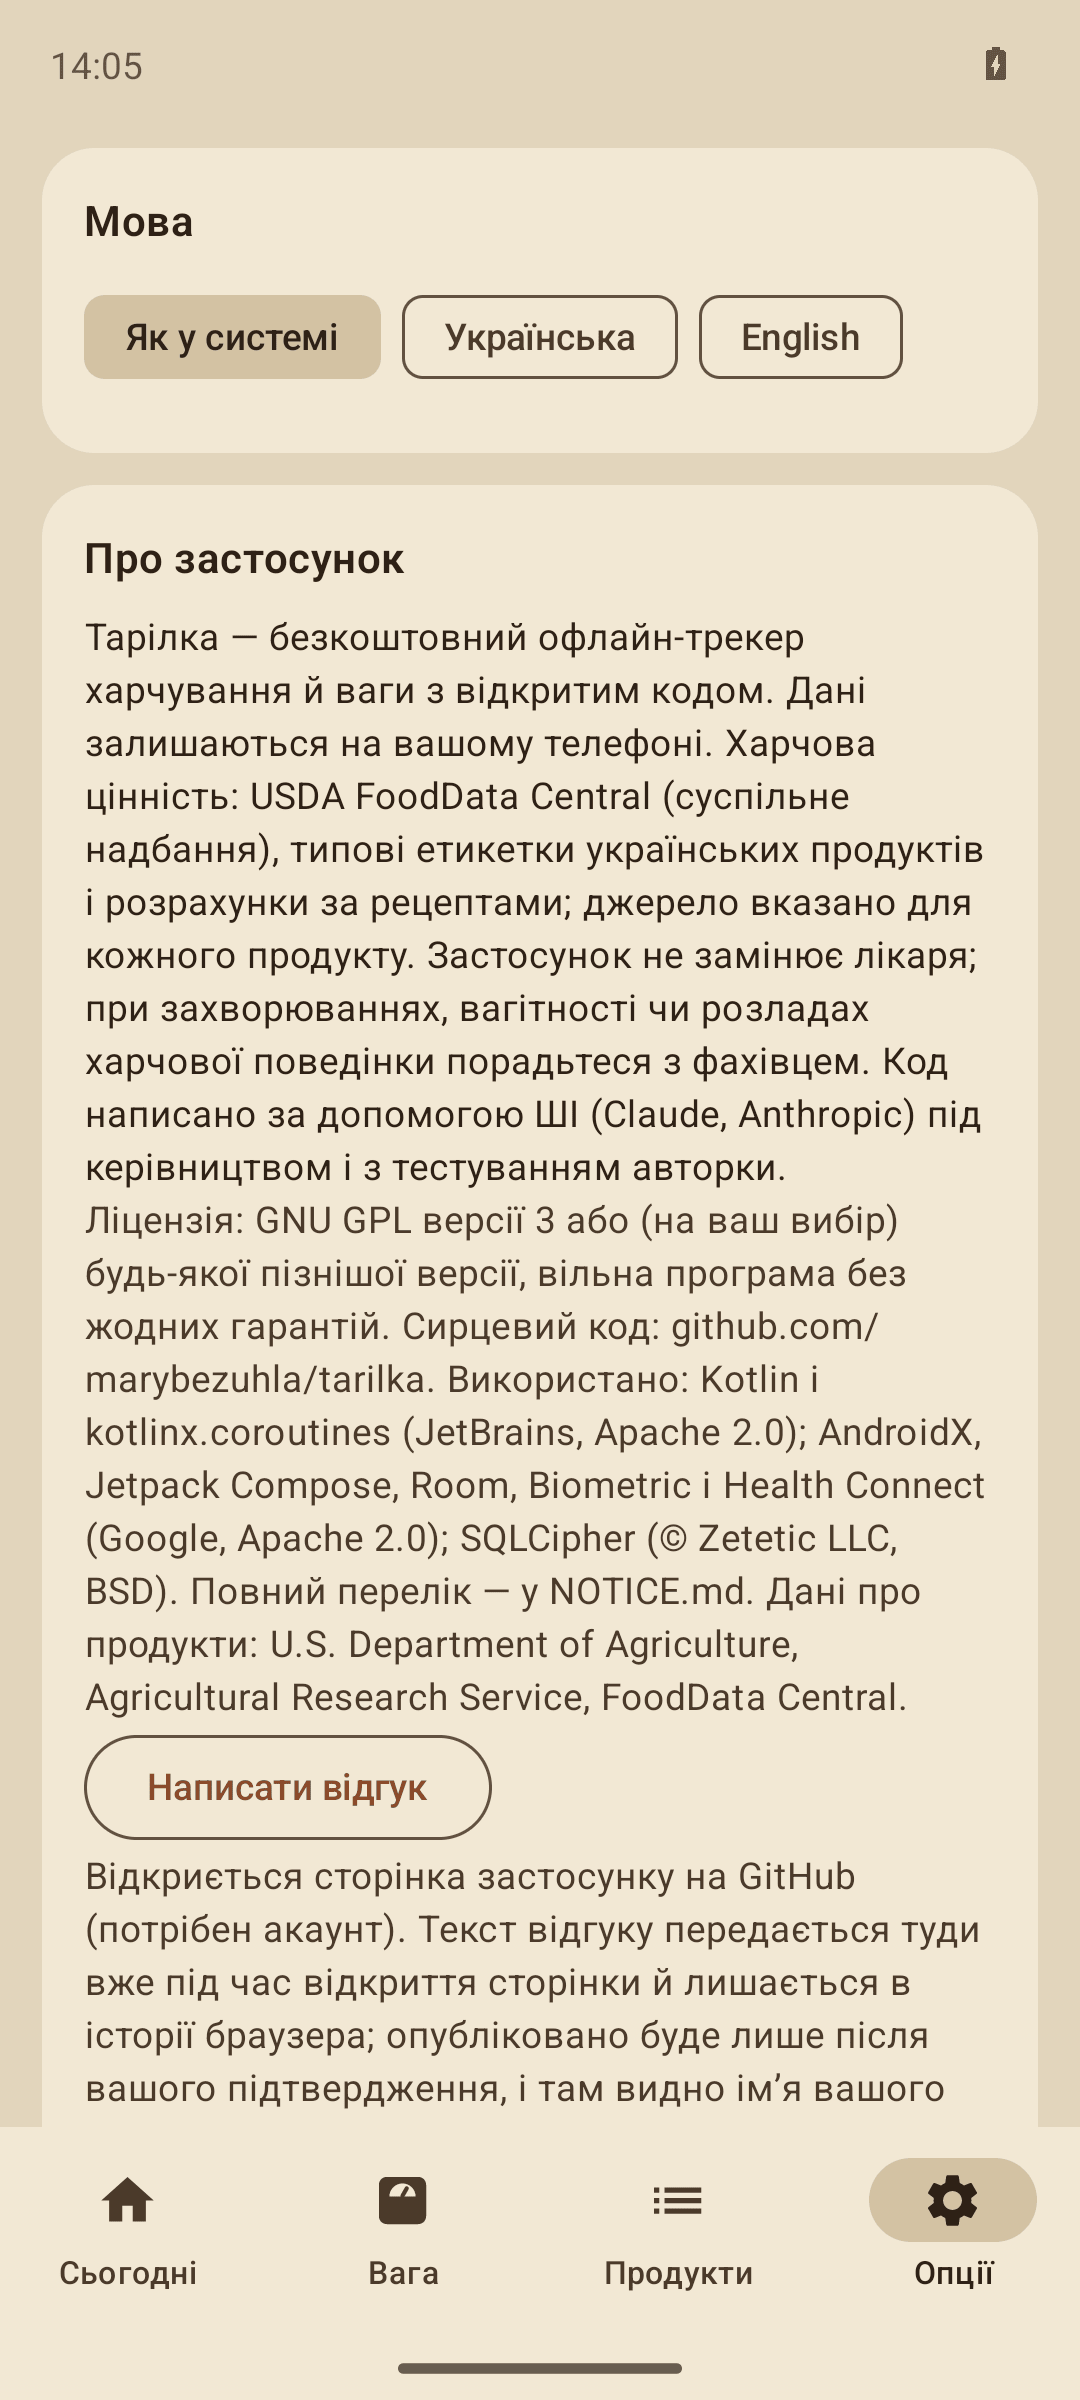 14:05
Мова
Як у системі
Українська
English
Про застосунок
Тарілка — безкоштовний офлайн-трекер
харчування й ваги з відкритим кодом. Дані
залишаються на вашому телефоні. Харчова
цінність: USDA FoodData Central (суспільне
надбання), типові етикетки українських продуктів
і розрахунки за рецептами; джерело вказано для
кожного продукту. Застосунок не замінює лікаря;
при захворюваннях, вагітності чи розладах
харчової поведінки порадьтеся з фахівцем. Код
написано за допомогою ШІ (Claude, Anthropic) під
керівництвом і з тестуванням авторки.
Ліцензія: GNU GPL версії 3 або (на ваш вибір)
будь-якої пізнішої версії, вільна програма без
жодних гарантій. Сирцевий код: github.com/
marybezuhla/tarilka. Використано: Kotlin і
kotlinx.coroutines (JetBrains, Apache 2.0); AndroidX,
Jetpack Compose, Room, Biometric і Health Connect
(Google, Apache 2.0); SQLCipher (© Zetetic LLC,
BSD). Повний перелік — у NOTICE.md. Дані про
продукти: U.S. Department of Agriculture,
Agricultural Research Service, FoodData Central.
Написати відгук
Відкриється сторінка застосунку на GitHub
(потрібен акаунт). Текст відгуку передається туди
вже під час відкриття сторінки й лишається в
історії браузера; опубліковано буде лише після
вашого підтвердження, і там видно ім’я вашого
Сьогодні
Вага
Продукти
Опції